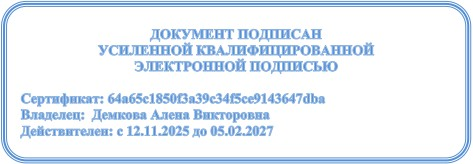 ДОКУМЕНТ ПОДПИСАН
УСИЛЕННОЙ КВАЛИФИЦИРОВАННОЙ
ЭЛЕКТРОННОЙ ПОДПИСЬЮ
Сертификат: 64a65c1850f3a39c34f5ce9143647dba
Владелец: Демкова Алена Викторовна
Действителен: с 12.11.2025 до 05.02.2027